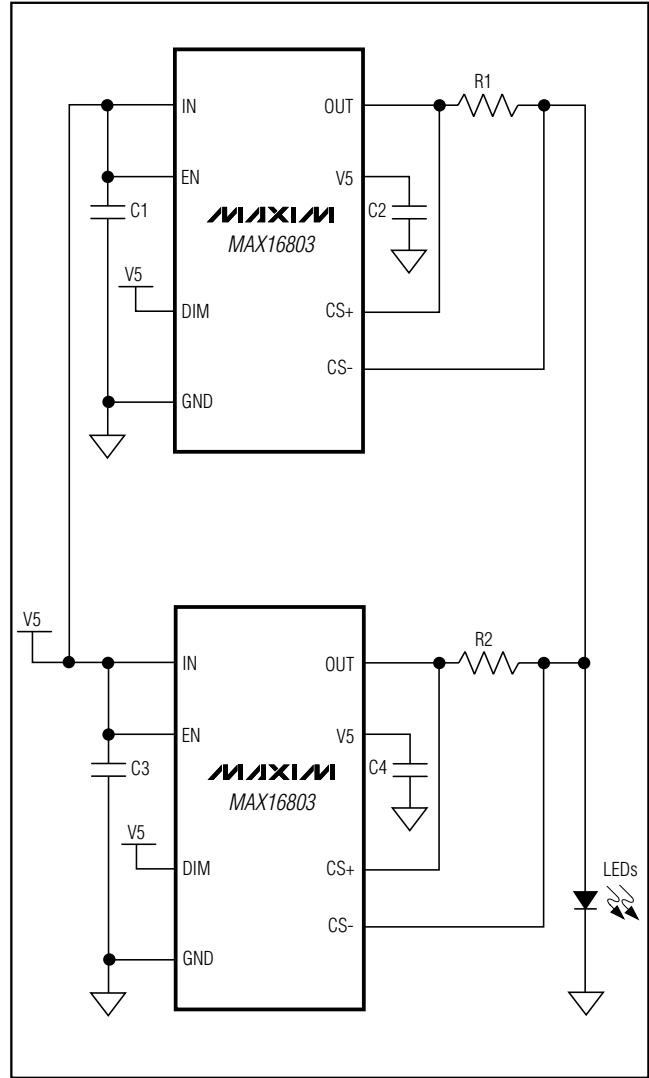 R1
IN
OUT
EN
V5
C1
C2
MAXIM
MAX16803
V5
DIM
CS+
CS-
GND
V5
R2
IN
OUT
EN
V5
C3
C4
MAXIM
MAX16803
V5
DIM
CS+
LEDs
CS-
GND